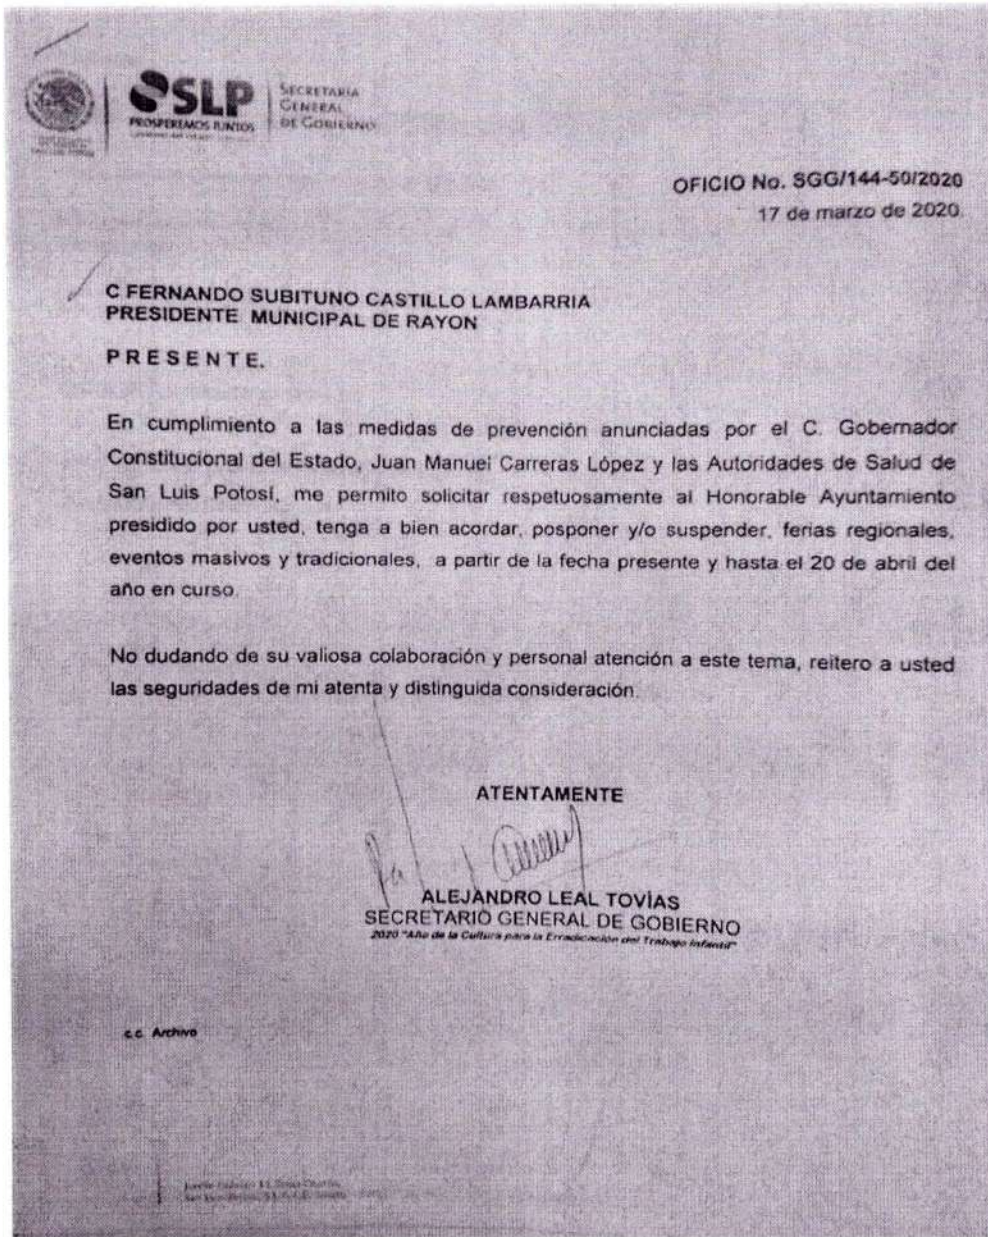 SLP
PROSPEREMOS JUNTOS
SECRETARÍA
GENERAL
DE GOBIERNO
OFICIO No. SGG/144-50/2020
17 de marzo de 2020.
C FERNANDO SUBITUNO CASTILLO LAMBARRIA
PRESIDENTE MUNICIPAL DE RAYON
P R E S E N T E.
En cumplimiento a las medidas de prevención anunciadas por el C. Gobernador
Constitucional del Estado, Juan Manuel Carreras López y las Autoridades de Salud de
San Luis Potosí, me permito solicitar respetuosamente al Honorable Ayuntamiento
presidido por usted, tenga a bien acordar, posponer y/o suspender, ferias regionales,
eventos masivos y tradicionales, a partir de la fecha presente y hasta el 20 de abril del
año en curso.
No dudando de su valiosa colaboración y personal atención a este tema, reitero a usted
las seguridades de mi atenta y distinguida consideración.
ATENTAMENTE
ALEJANDRO LEAL TOVÍAS
SECRETARIO GENERAL DE GOBIERNO
2020 "Año de la Cultura para la Erradicación del Trabajo Infantil"
c.c. Archivo